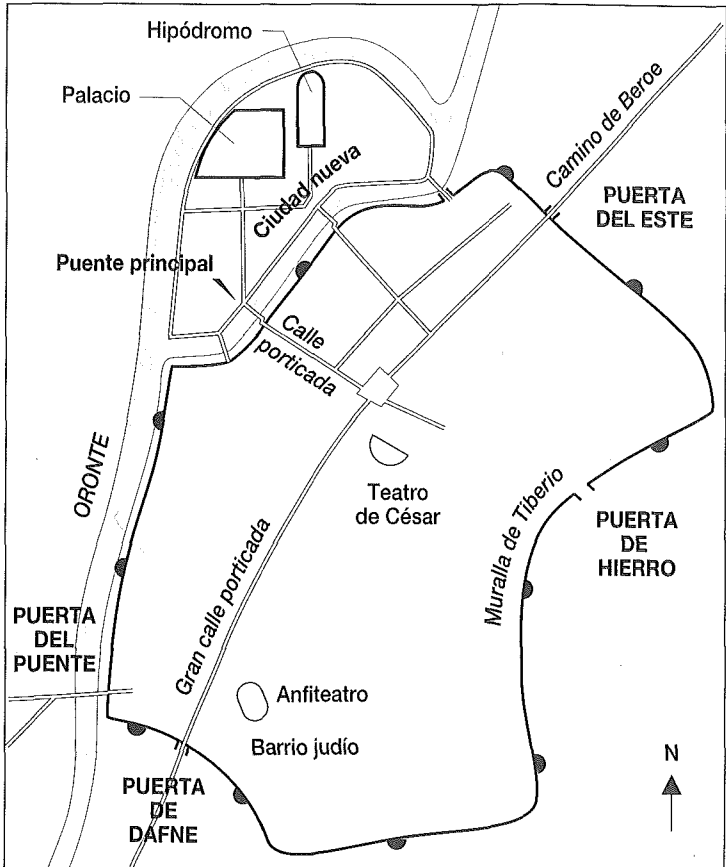 Hipódromo
Palacio
Camino de Beroe
Ciudad nueva
PUERTA
DEL ESTE
Puente principal
Calle
porticada
ORONTE
Teatro
de César
Muralla de Tiberio
PUERTA
DE
HIERRO
Gran calle porticada
PUERTA
DEL
PUENTE
Anfiteatro
Barrio judío
N
PUERTA
DE
DAFNE